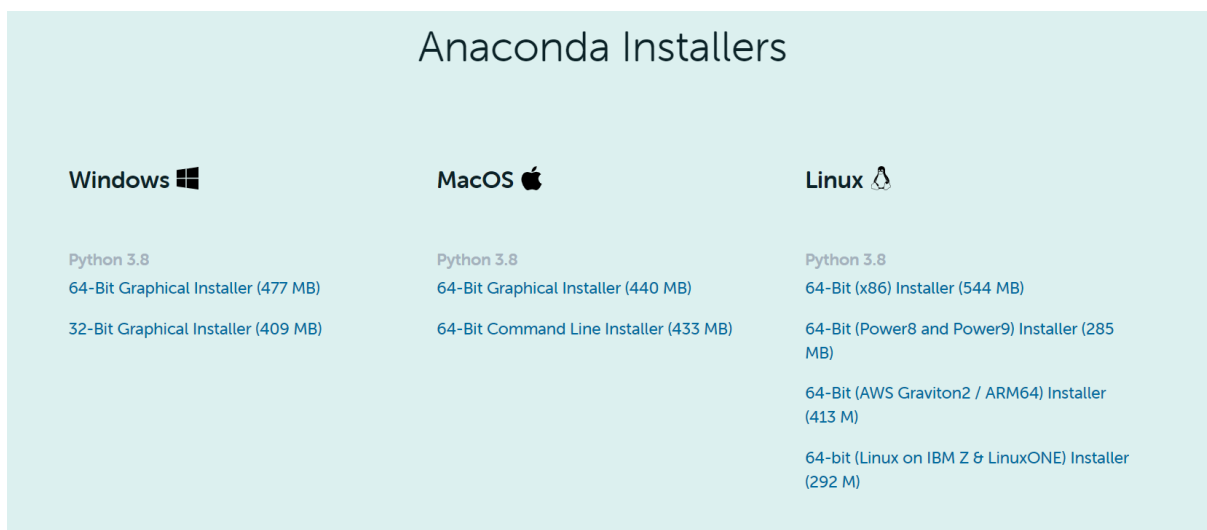 Anaconda Installers
Windows
Python 3.8
64-Bit Graphical Installer (477 MB)
32-Bit Graphical Installer (409 MB)
MacOS
Python 3.8
64-Bit Graphical Installer (440 MB)
64-Bit Command Line Installer (433 MB)
Linux
Python 3.8
64-Bit (x86) Installer (544 MB)
64-Bit (Power8 and Power9) Installer (285
MB)
64-Bit (AWS Graviton2 / ARM64) Installer
(413 M)
64-bit (Linux on IBM Z & LinuxONE) Installer
(292 M)